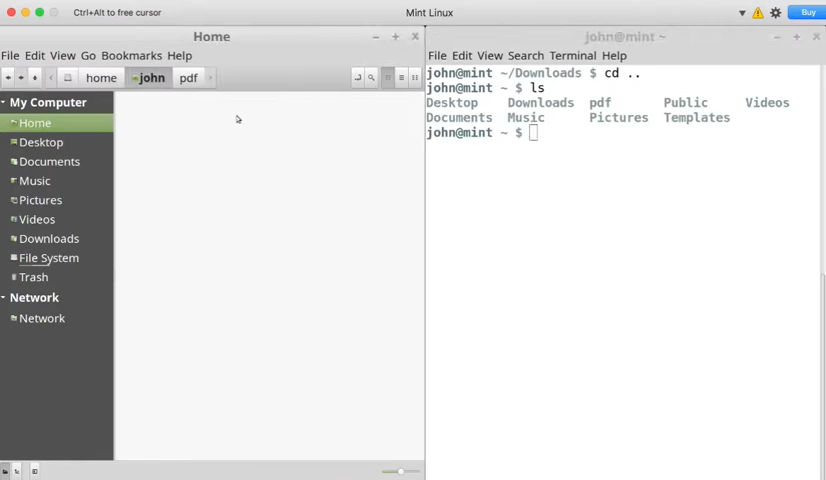 Ctrl+Alt to free cursor
Mint Linux
Buy
Home
File Edit View Go Bookmarks Help
home john pdf
My Computer
Home
Desktop
Documents
Music
Pictures
Videos
Downloads
File System
Trash
Network
Network
john@mint ~
File Edit View Search Terminal Help
john@mint ~/Downloads $ cd ..
john@mint ~ $ ls
Desktop Downloads pdf Public Videos
Documents Music Pictures Templates
john@mint ~ $